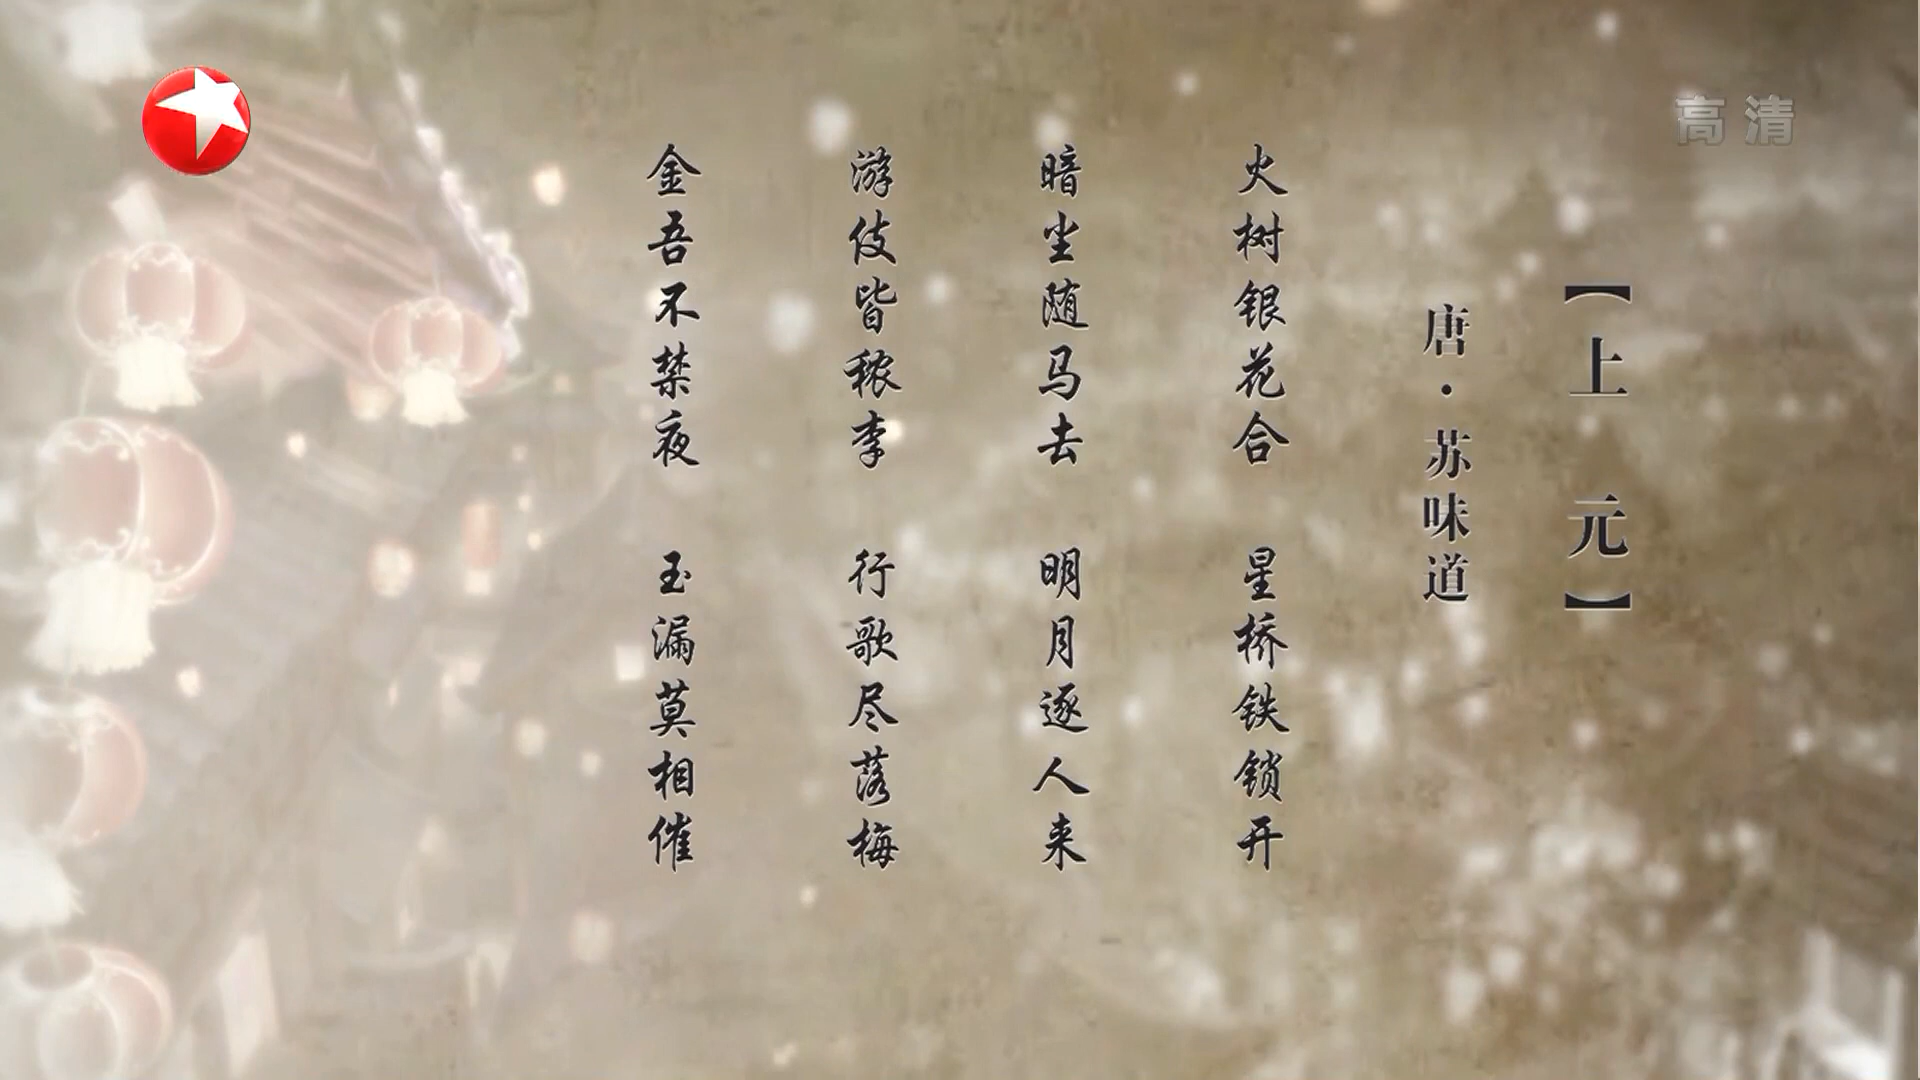 【上元】
唐·苏味道
火树银花合 星桥铁锁开
暗尘随马去 明月逐人来
游伎皆秾李 行歌尽落梅
金吾不禁夜 玉漏莫相催
高清